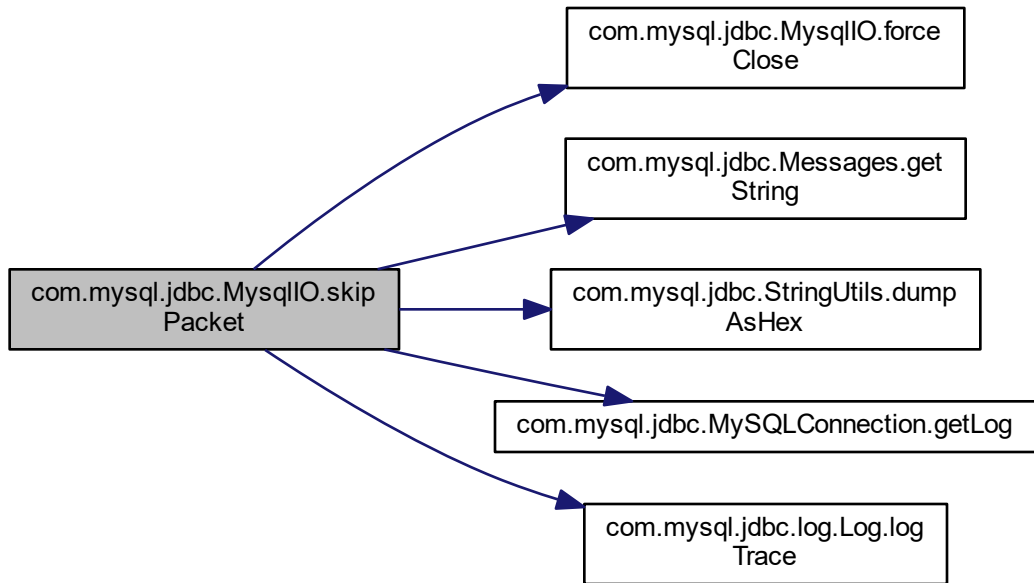 com.mysql.jdbc.MysqlIO.force
Close
com.mysql.jdbc.Messages.get
String
com.mysql.jdbc.MysqlIO.skip
Packet
com.mysql.jdbc.StringUtils.dump
AsHex
com.mysql.jdbc.MySQLConnection.getLog
com.mysql.jdbc.log.Log.log
Trace